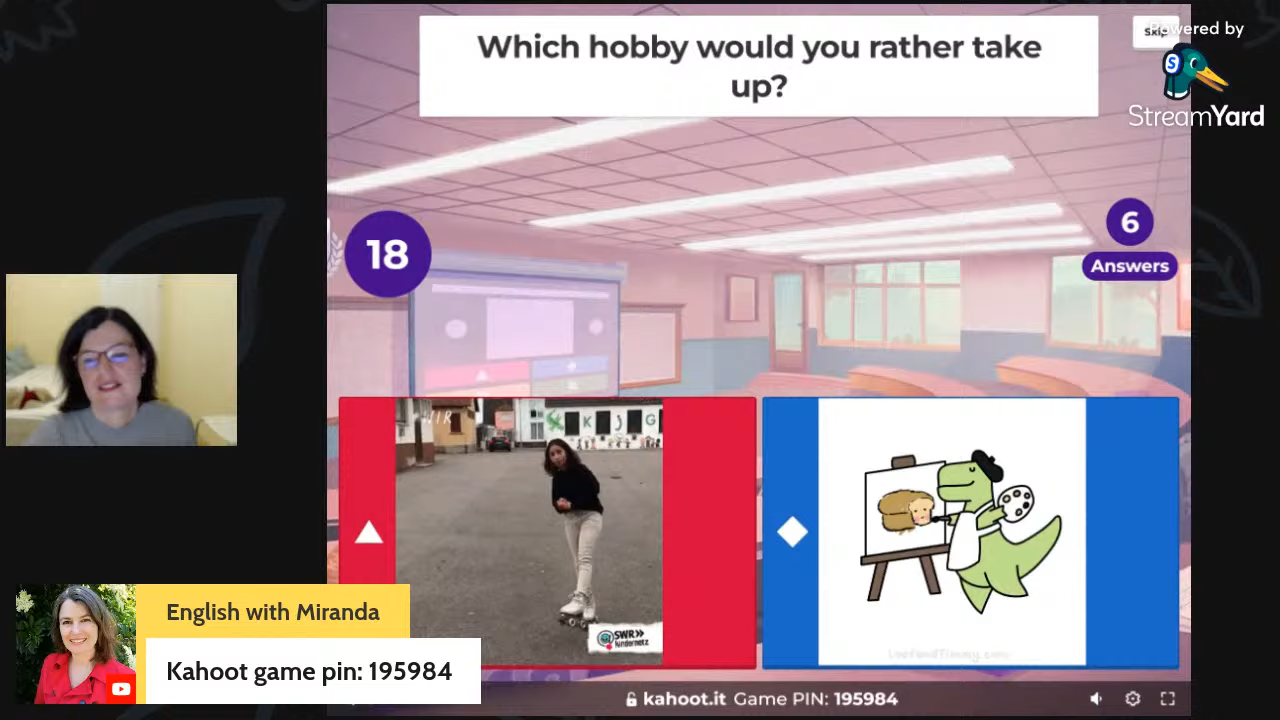 Which hobby would you rather take
up?
Powered by
StreamYard
S
18
6
Answers
K J G
SWR»
kindernetz
English with Miranda
Kahoot game pin: 195984
kahoot.it Game PIN: 195984